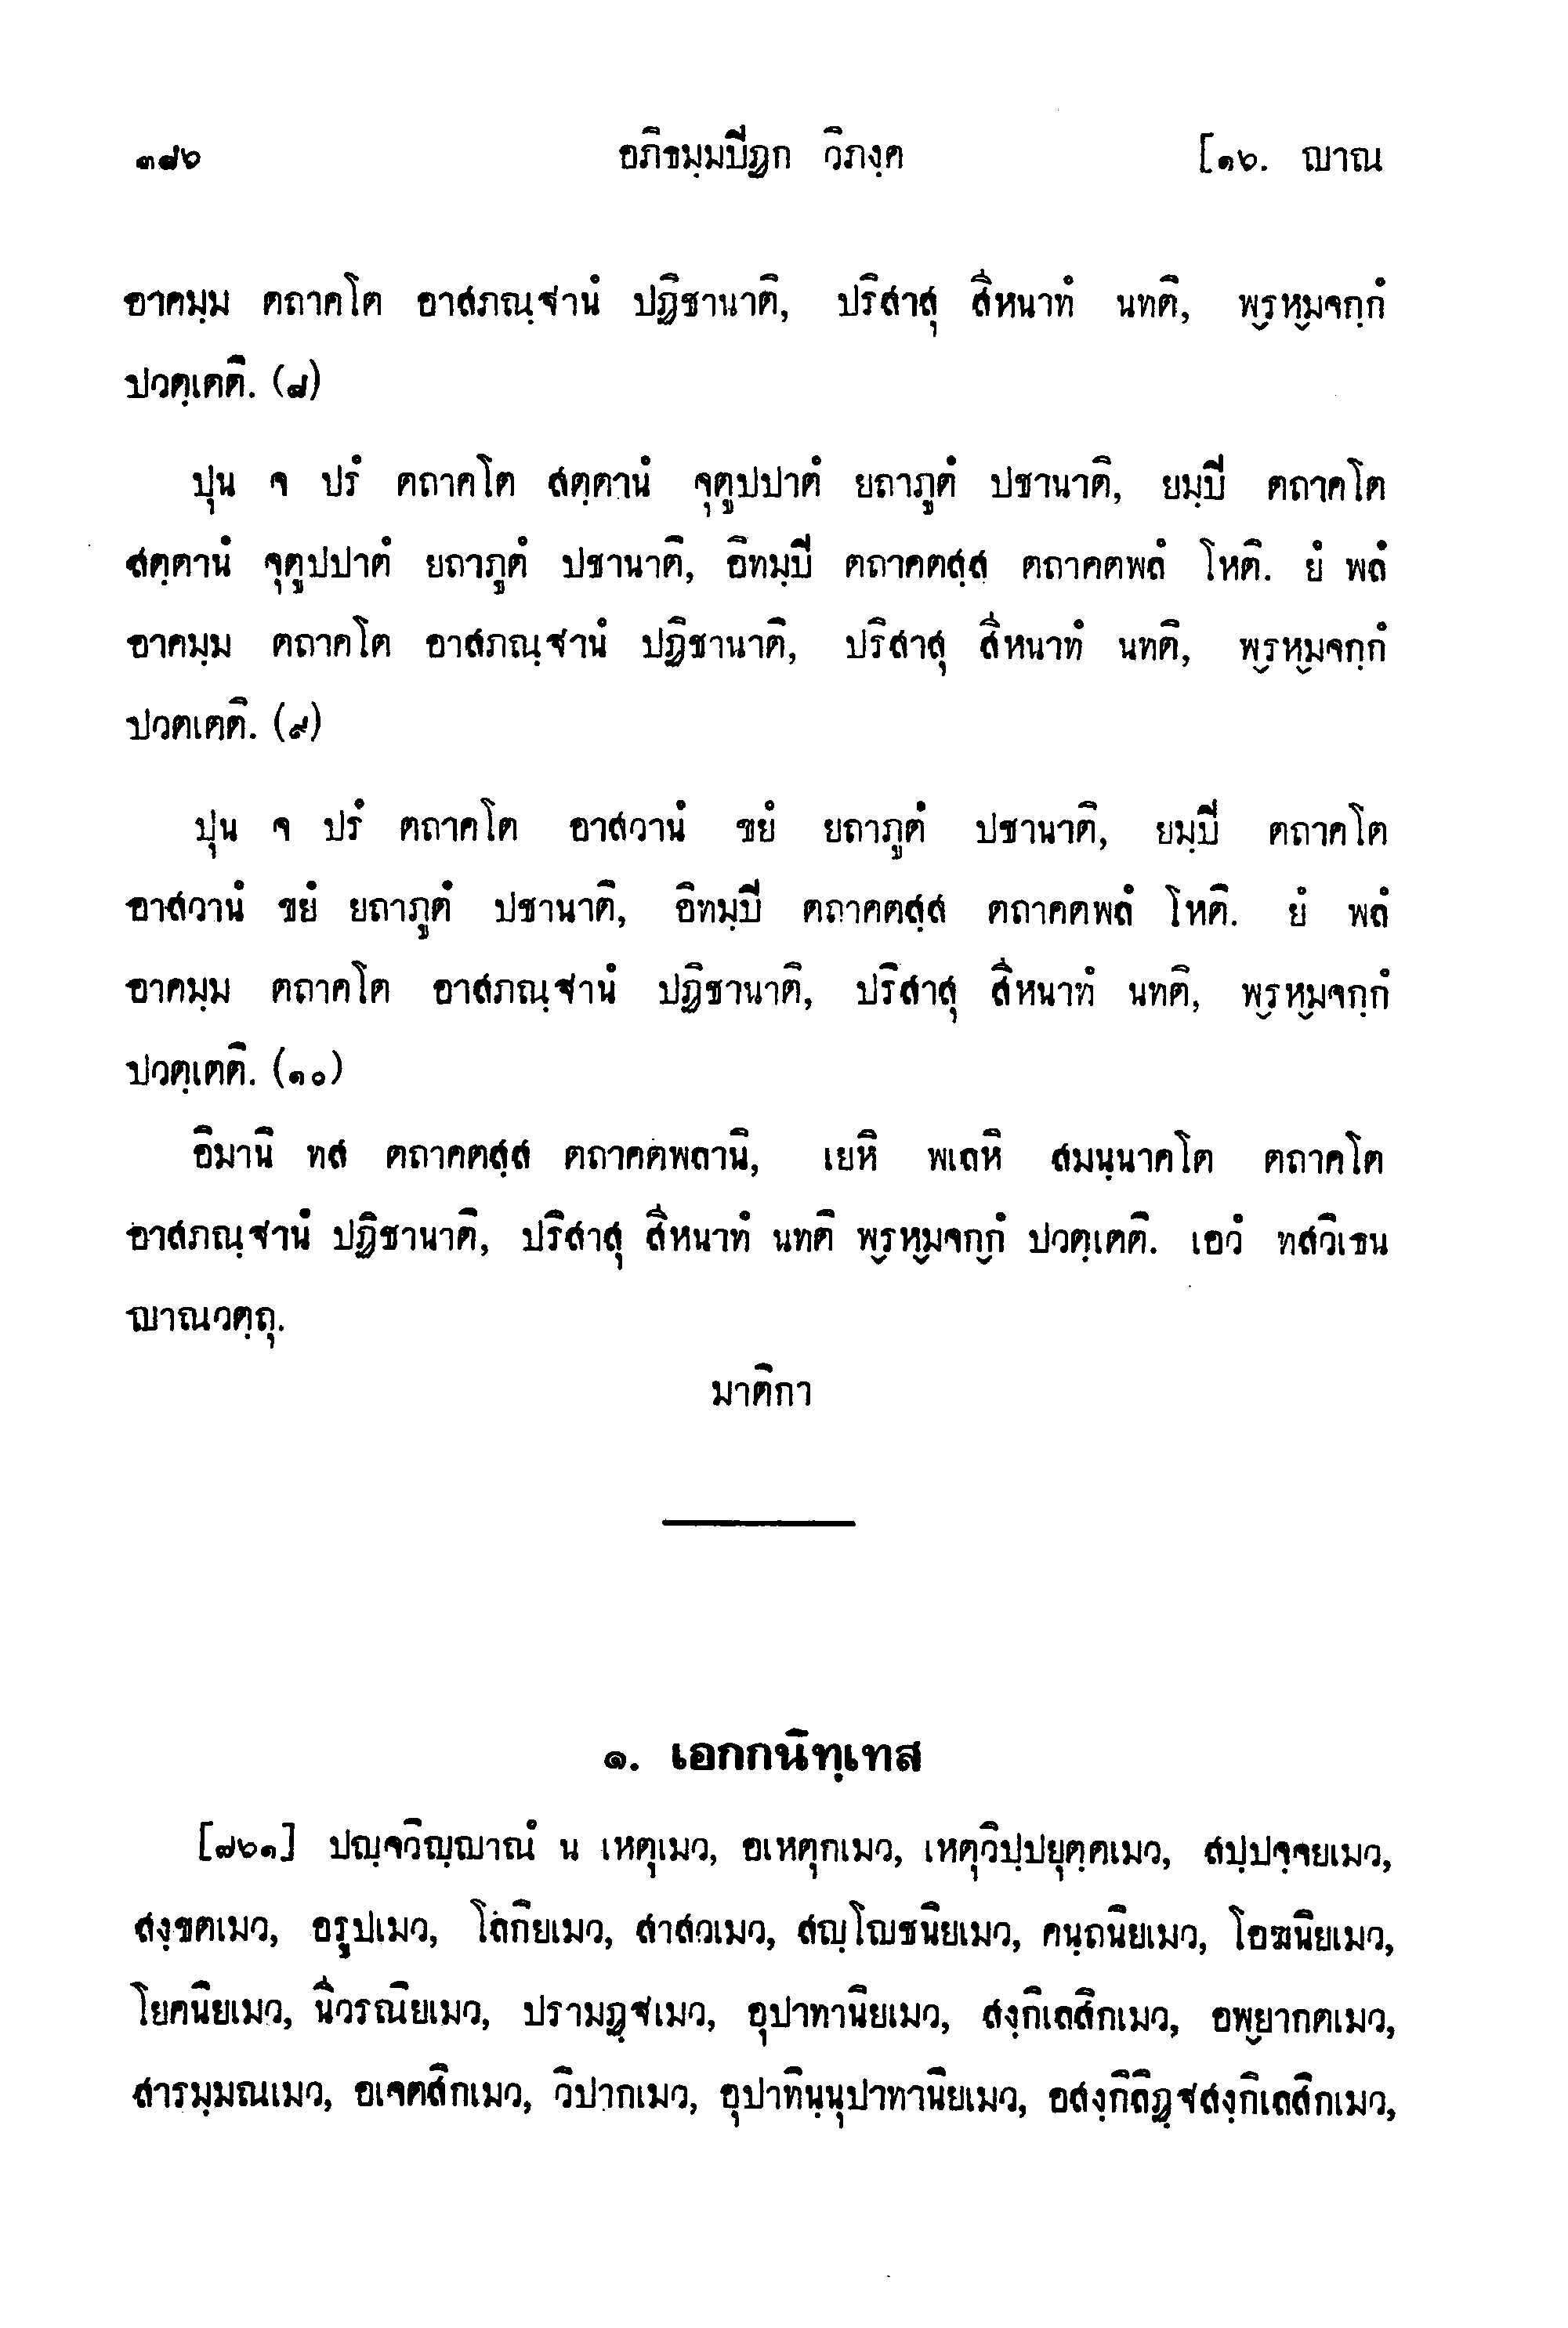 ๓๘๖ อภิธมฺมปิฏก วิภงฺค [๑๖. ญาณ
อาคมฺม ตถาคโต อาสภณฺฐานํ ปฏิชานาติ, ปริสาสุ สีหนาทํ นทติ, พฺรหฺมจกฺกํ
ปวตฺเตติ. (๘)
ปุน จ ปรํ ตถาคโต สตฺตานํ จุตูปปาตํ ยถาภูตํ ปชานาติ, ยมฺปิ ตถาคโต
สตฺตานํ จุตูปปาตํ ยถาภูตํ ปชานาติ, อิทมฺปิ ตถาคตสฺส ตถาคตพลํ โหติ. ยํ พลํ
อาคมฺม ตถาคโต อาสภณฺฐานํ ปฏิชานาติ, ปริสาสุ สีหนาทํ นทติ, พฺรหฺมจกฺกํ
ปวตเตติ. (๙)
ปุน จ ปรํ ตถาคโต อาสวานํ ขยํ ยถาภูตํ ปชานาติ, ยมฺปิ ตถาคโต
อาสวานํ ขยํ ยถาภูตํ ปชานาติ, อิทมฺปิ ตถาคตสฺส ตถาคตพลํ โหติ. ยํ พลํ
อาคมฺม ตถาคโต อาสภณฺฐานํ ปฏิชานาติ, ปริสาสุ สีหนาทํ นทติ, พฺรหฺมจกฺกํ
ปวตฺเตติ. (๑๐)
อิมานิ ทส ตถาคตสฺส ตถาคตพลานิ, เยหิ พเลหิ สมนฺนาคโต ตถาคโต
อาสภณฺฐานํ ปฏิชานาติ, ปริสาสุ สีหนาทํ นทติ พฺรหฺมจกฺกํ ปวตฺเตติ. เอวํ ทสวิเธน
ญาณวตฺถุ.
มาติกา
๑. เอกกนิทฺเทส
[๗๖๑] ปญฺจวิญฺญาณํ น เหตุเมว, อเหตุกเมว, เหตุวิปฺปยุตฺตเมว, สปฺปจฺจยเมว,
สงฺขตเมว, อรูปเมว, โลกิยเมว, สาสวเมว, สญฺโญชนิยเมว, คนฺถนิยเมว, โอฆนิยเมว,
โยคนิยเมว, นีวรณิยเมว, ปรามฏฺฐเมว, อุปาทานิยเมว, สงฺกิเลสิกเมว, อพฺยากตเมว,
สารมฺมณเมว, อเจตสิกเมว, วิปากเมว, อุปาทินฺนุปาทานิยเมว, อสงฺกิลิฏฺฐสงฺกิเลสิกเมว,